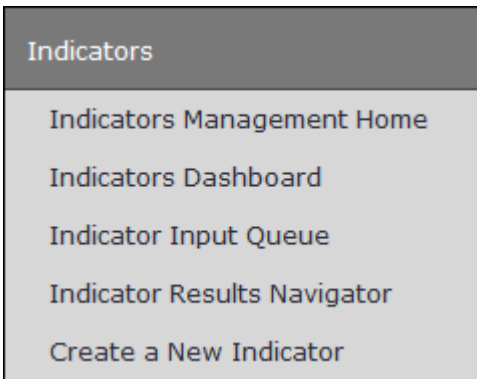 Indicators
Indicators Management Home
Indicators Dashboard
Indicator Input Queue
Indicator Results Navigator
Create a New Indicator